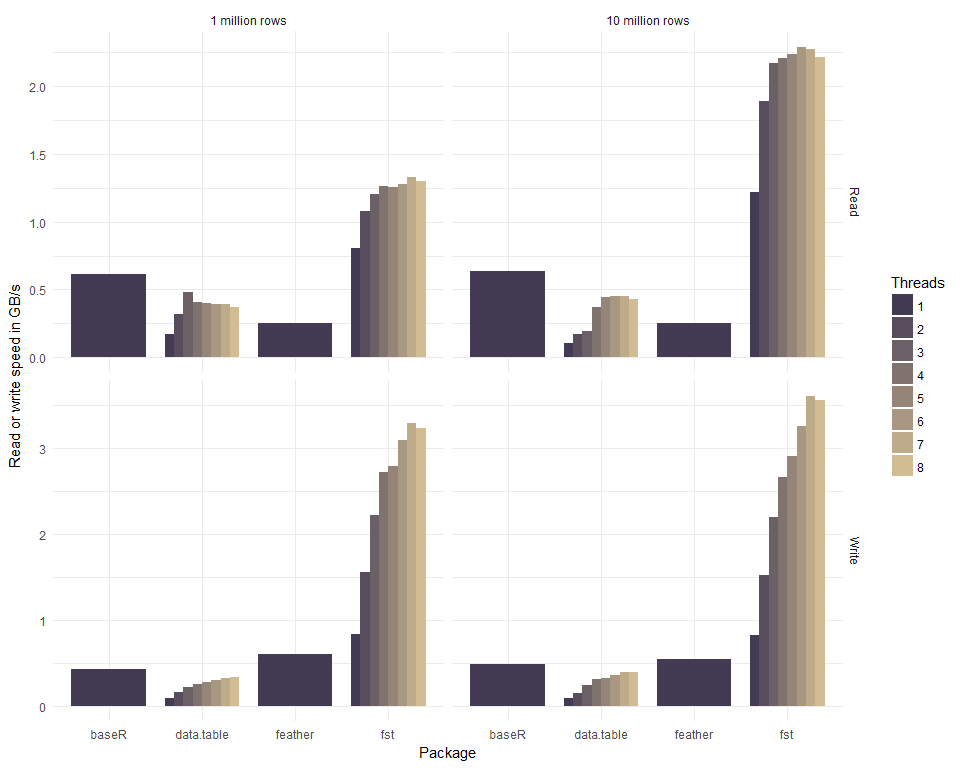 1 million rows
10 million rows
Read or write speed in GB/s
2.0
1.5
1.0
0.5
0.0
Read
3
2
1
0
Write
baseR
data.table
feather
fst
baseR
data.table
feather
fst
Package
Threads
1
2
3
4
5
6
7
8